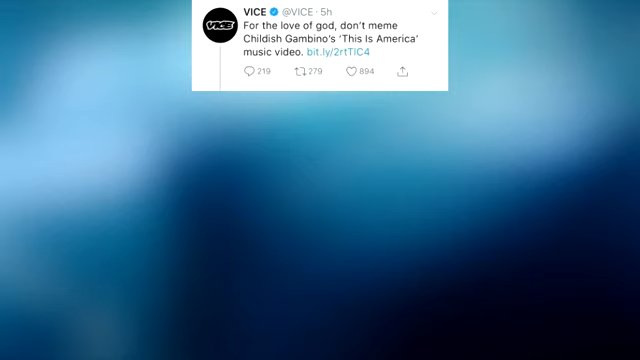 VICE
VICE @VICE · 5h
For the love of god, don't meme
Childish Gambino's 'This Is America'
music video. bit.ly/2rtTlC4
219 279 894